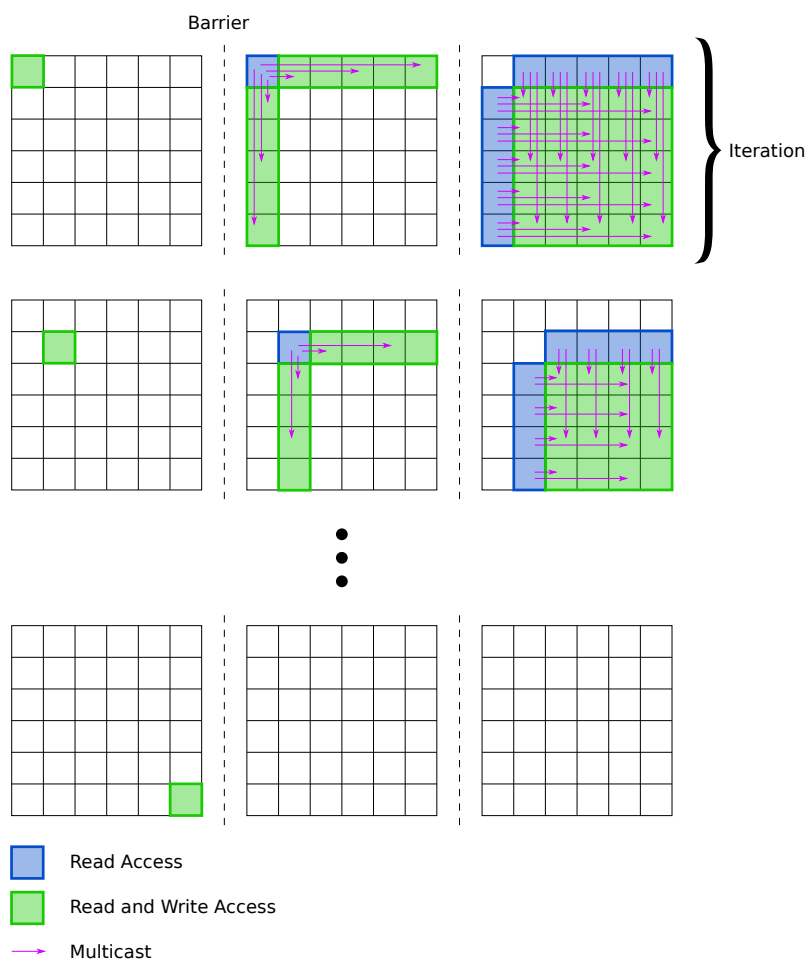 Barrier
Iteration
Read Access
Read and Write Access
Multicast